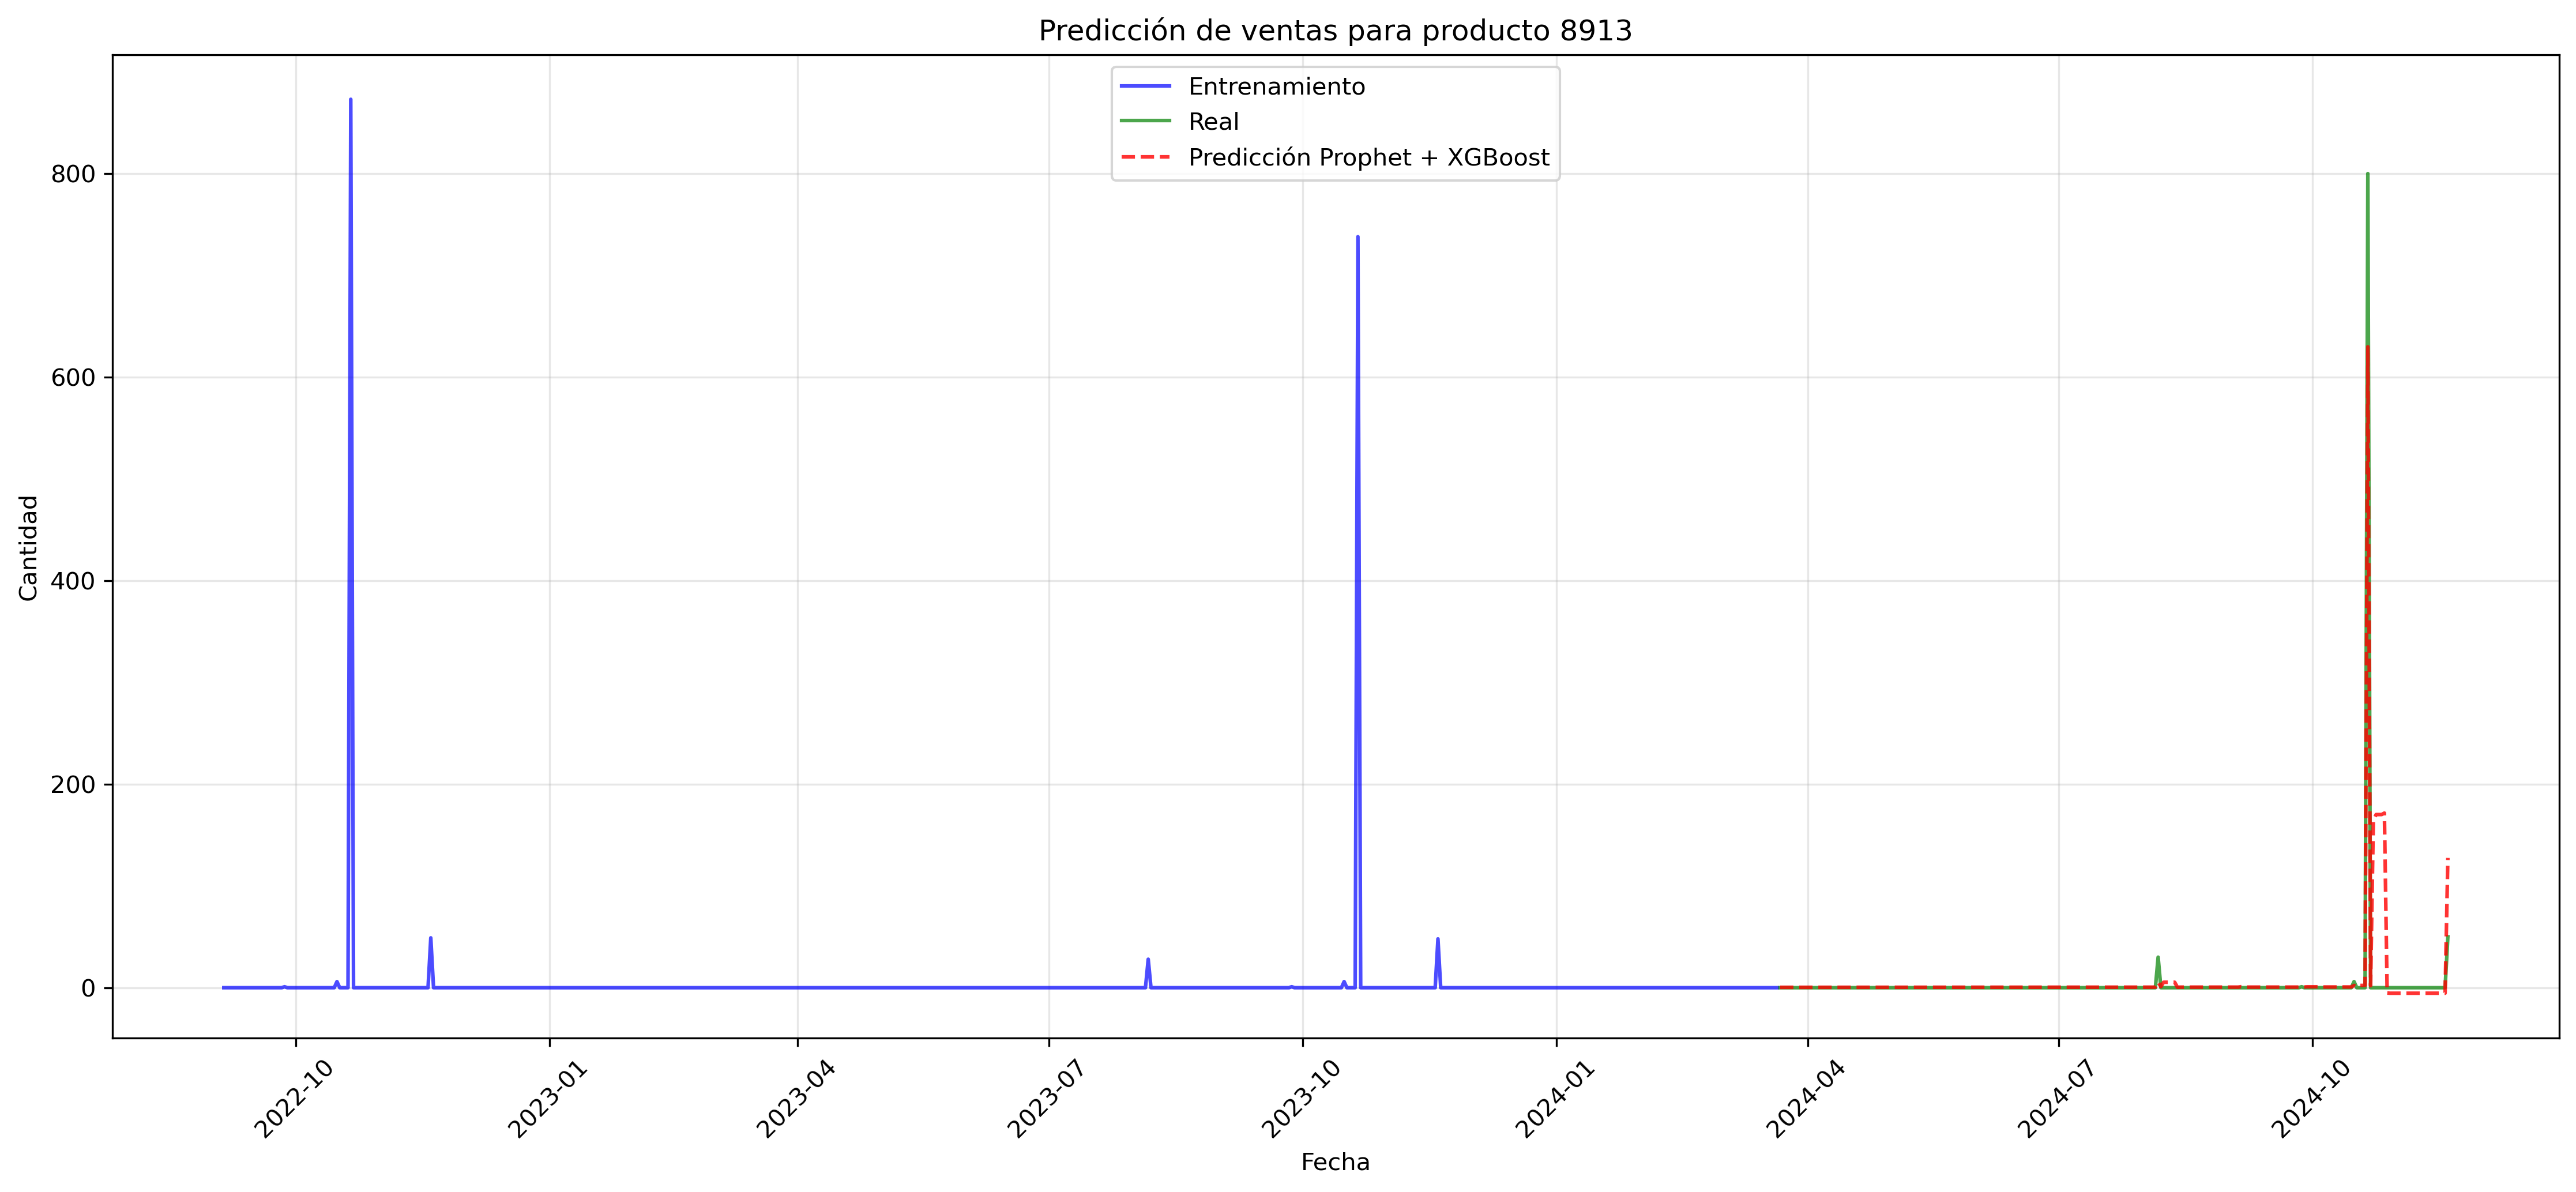 Predicción de ventas para producto 8913
Entrenamiento
Real
Predicción Prophet + XGBoost
Cantidad
800
600
400
200
0
2022-10
2023-01
2023-04
2023-07
2023-10
2024-01
2024-04
2024-07
2024-10
Fecha